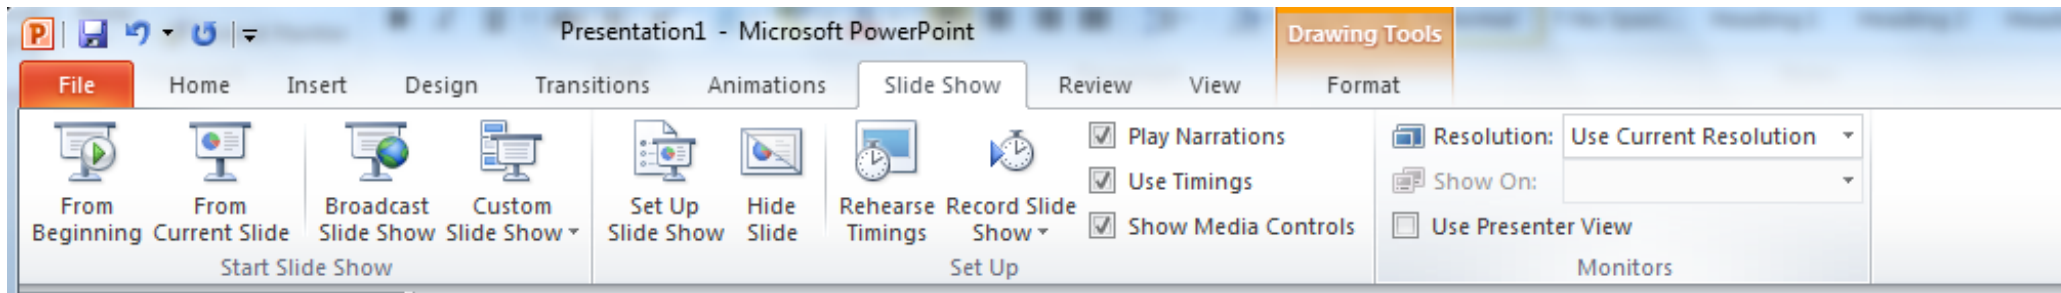 Presentation1 - Microsoft PowerPoint
Drawing Tools
File Home Insert Design Transitions Animations Slide Show Review View Format
From Beginning
From Current Slide
Broadcast Slide Show
Custom Slide Show
Start Slide Show
Set Up Slide Show
Hide Slide
Rehearse Timings
Record Slide Show
Play Narrations
Use Timings
Show Media Controls
Set Up
Resolution: Use Current Resolution
Show On:
Use Presenter View
Monitors